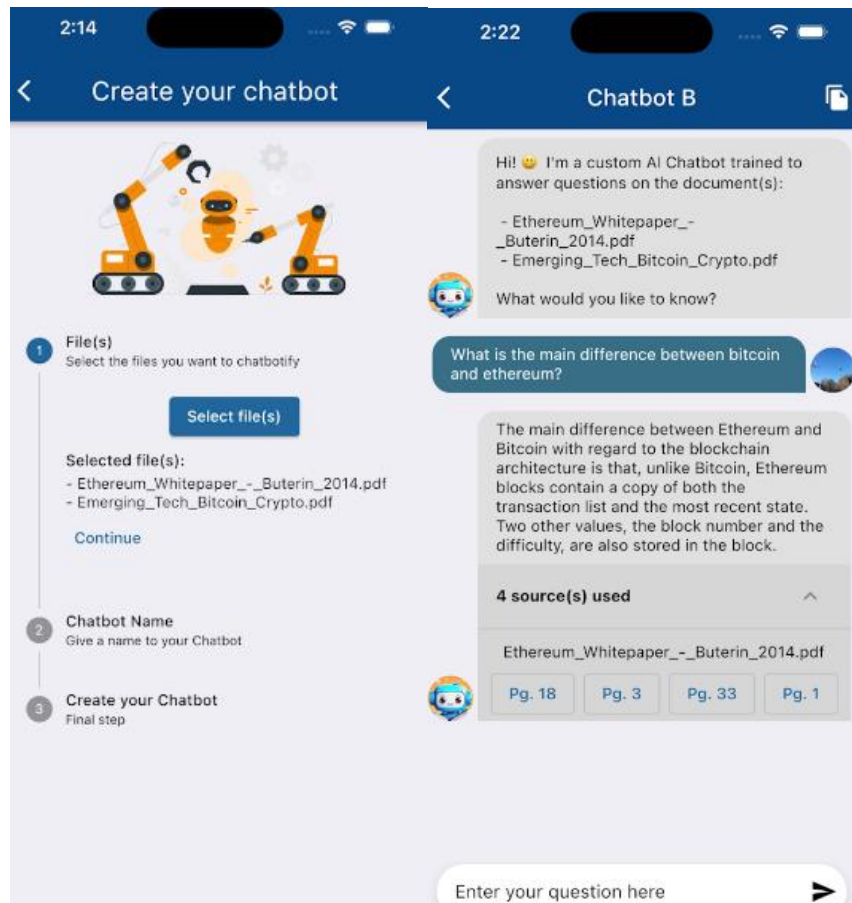 2:14
Create your chatbot
1
File(s)
Select the files you want to chatbotify
Select file(s)
Selected file(s):
- Ethereum_Whitepaper_-_Buterin_2014.pdf
- Emerging_Tech_Bitcoin_Crypto.pdf
Continue
2
Chatbot Name
Give a name to your Chatbot
3
Create your Chatbot
Final step
2:22
Chatbot B
Hi! 😀 I'm a custom AI Chatbot trained to
answer questions on the document(s):
- Ethereum_Whitepaper_-
_Buterin_2014.pdf
- Emerging_Tech_Bitcoin_Crypto.pdf
What would you like to know?
What is the main difference between bitcoin
and ethereum?
The main difference between Ethereum and
Bitcoin with regard to the blockchain
architecture is that, unlike Bitcoin, Ethereum
blocks contain a copy of both the
transaction list and the most recent state.
Two other values, the block number and the
difficulty, are also stored in the block.
4 source(s) used
Ethereum_Whitepaper_-_Buterin_2014.pdf
Pg. 18 Pg. 3 Pg. 33 Pg. 1
Enter your question here